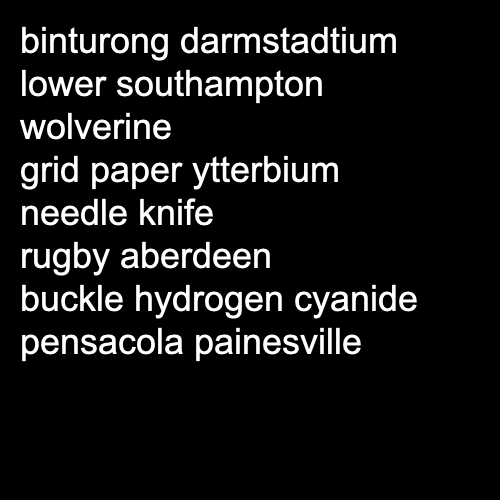 binturong darmstadtium
lower southampton
wolverine
grid paper ytterbium
needle knife
rugby aberdeen
buckle hydrogen cyanide
pensacola painesville